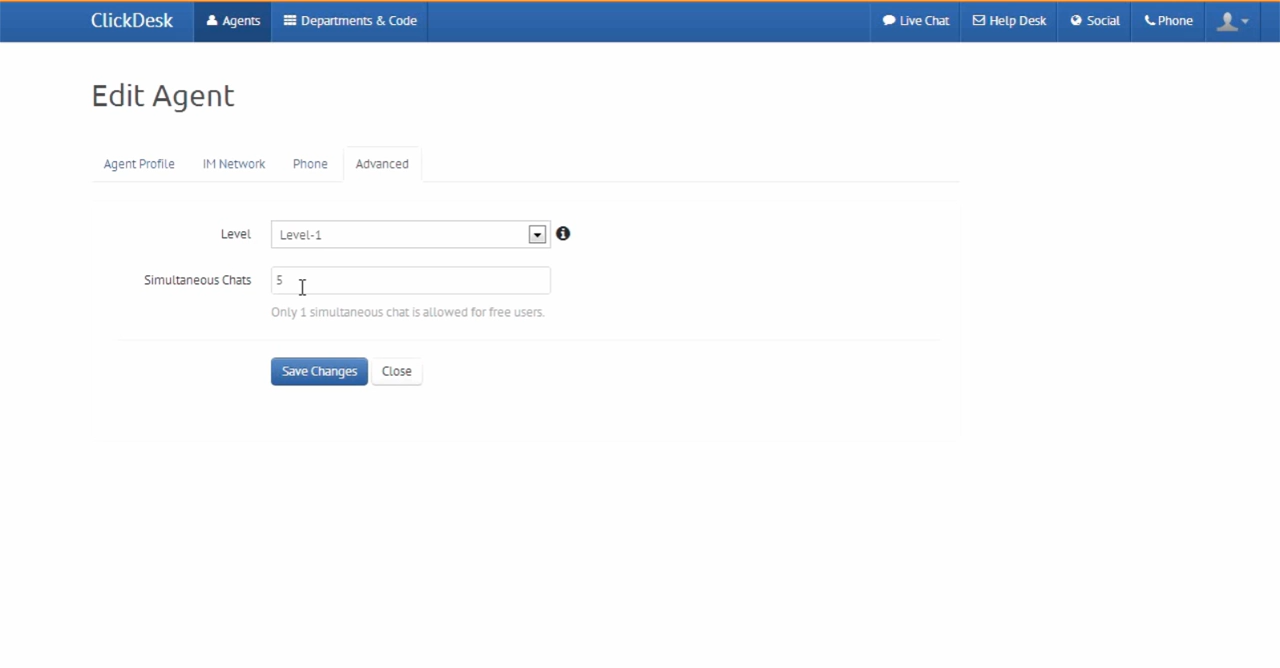 ClickDesk Agents Departments & Code Live Chat Help Desk Social Phone
Edit Agent
Agent Profile IM Network Phone Advanced
Level Level-1
Simultaneous Chats 5
Only 1 simultaneous chat is allowed for free users.
Save Changes Close